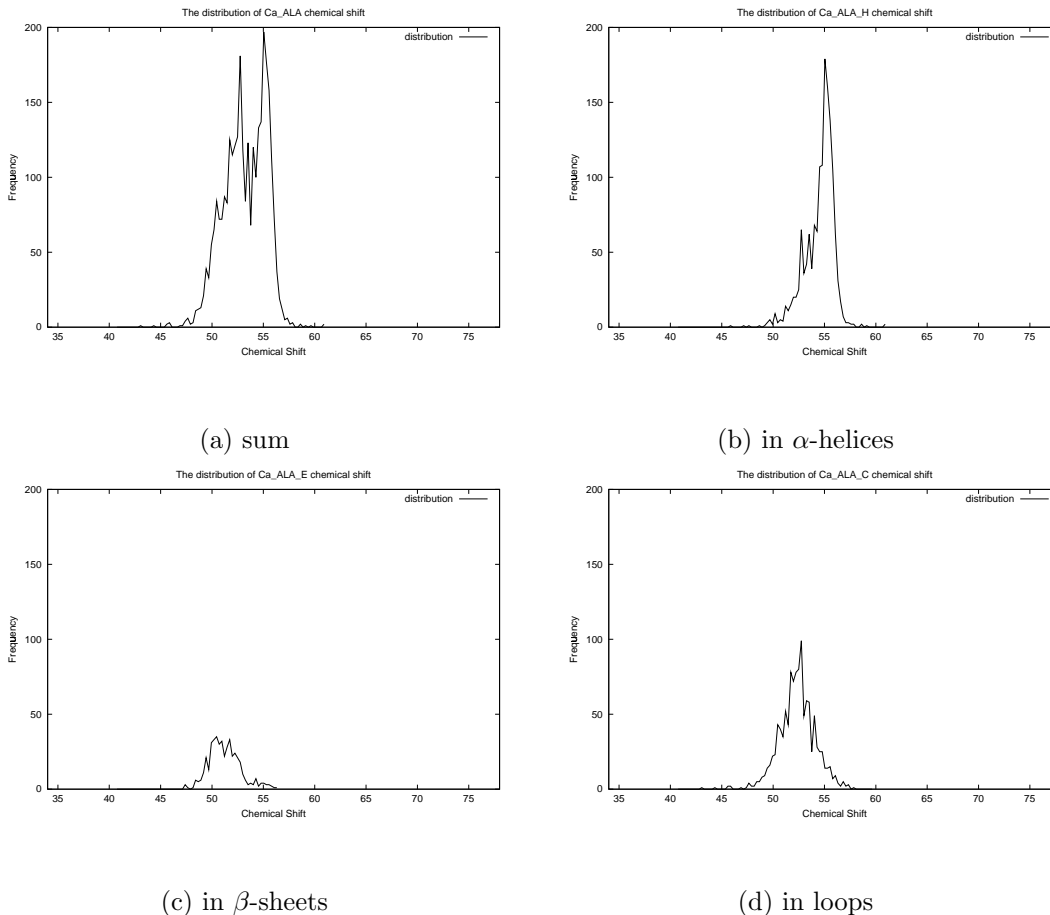 The distribution of Ca_ALA chemical shift
distribution
200
150
100
50
0
Frequency
35 40 45 50 55 60 65 70 75
Chemical Shift
(a) sum
The distribution of Ca_ALA_H chemical shift
distribution
200
150
100
50
0
Frequency
35 40 45 50 55 60 65 70 75
Chemical Shift
(b) in α-helices
The distribution of Ca_ALA_E chemical shift
distribution
200
150
100
50
0
Frequency
35 40 45 50 55 60 65 70 75
Chemical Shift
(c) in β-sheets
The distribution of Ca_ALA_C chemical shift
distribution
200
150
100
50
0
Frequency
35 40 45 50 55 60 65 70 75
Chemical Shift
(d) in loops